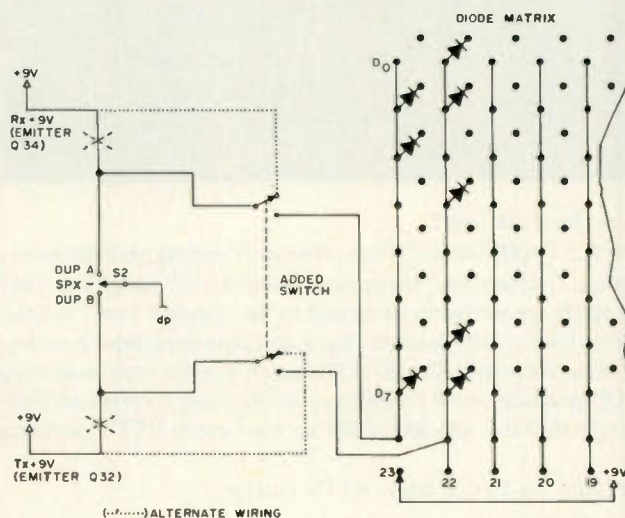 DIODE MATRIX
+9V
Rx +9V
(EMITTER
Q34)
DUP A
SPX
DUP B
S2
dp
ADDED
SWITCH
Tx +9V
(EMITTER Q32)
+9V
D0
D7
23 22 21 20 19 +9V
(--/·······) ALTERNATE WIRING